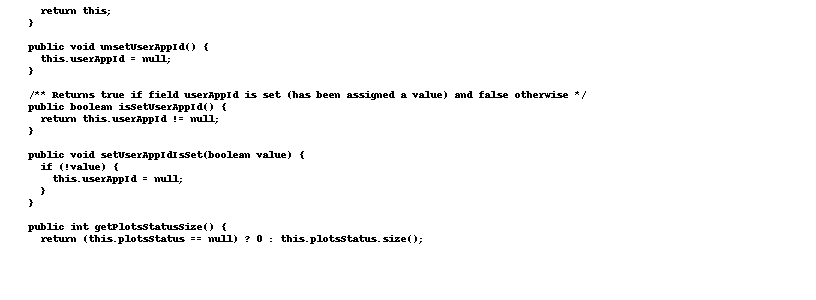 return this;
}
public void unsetUserAppId() {
this.userAppId = null;
}
/** Returns true if field userAppId is set (has been assigned a value) and false otherwise */
public boolean isSetUserAppId() {
return this.userAppId != null;
}
public void setUserAppIdIsSet(boolean value) {
if (!value) {
this.userAppId = null;
}
}
public int getPlotsStatusSize() {
return (this.plotsStatus == null) ? 0 : this.plotsStatus.size();